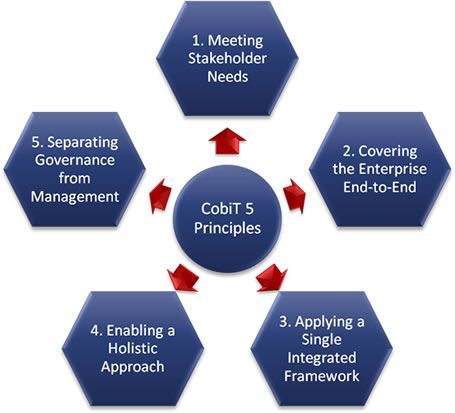 1. Meeting
Stakeholder
Needs
2. Covering
the Enterprise
End-to-End
3. Applying a
Single
Integrated
Framework
4. Enabling a
Holistic
Approach
5. Separating
Governance
from
Management
CobiT 5
Principles